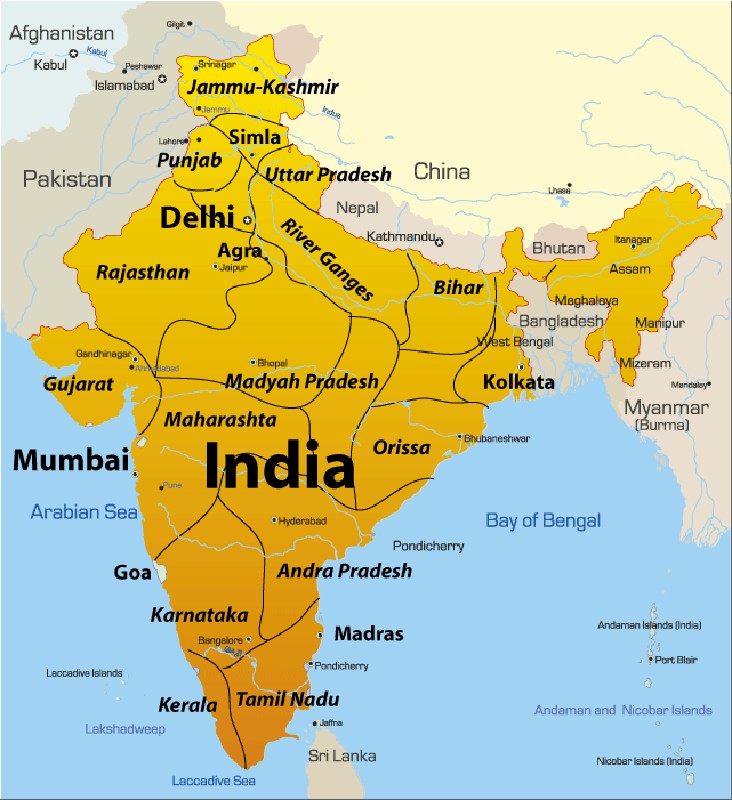 Gilgit
Afghanistan
Kabul
Kabul
Peshawer
Srinagar
Islamabad
Jammu-Kashmir
Jammu
Indus
Lahore
Simla
Punjab
Uttar Pradesh
China
Pakistan
Lhase
Nepal
Delhi
River Ganges
Kathmandu
Itanagar
Bhutan
Agra
Jaipur
Rajasthan
Assam
Bihar
Meghalaya
Bangladesh
Manipur
West Bengal
Gandhinagar
Bhopal
Mizeram
Ahmedabad
Gujarat
Madyah Pradesh
Kolkata
Mandalay
Myanmar
(Burma)
Maharashta
Bhubaneshwar
Orissa
Mumbai
India
Pune
Arabian Sea
Hyderabad
Bay of Bengal
Pondicherry
Goa
Andra Pradesh
Karnataka
Andaman Islands (India)
Bangalore
Madras
Port Blair
Pondicherry
Laccadive Islands
Kerala
Tamil Nadu
Andaman and Nicobar Islands
Jaffna
Lakshadweep
Sri Lanka
Nicobar Islands (India)
Laccadive Sea